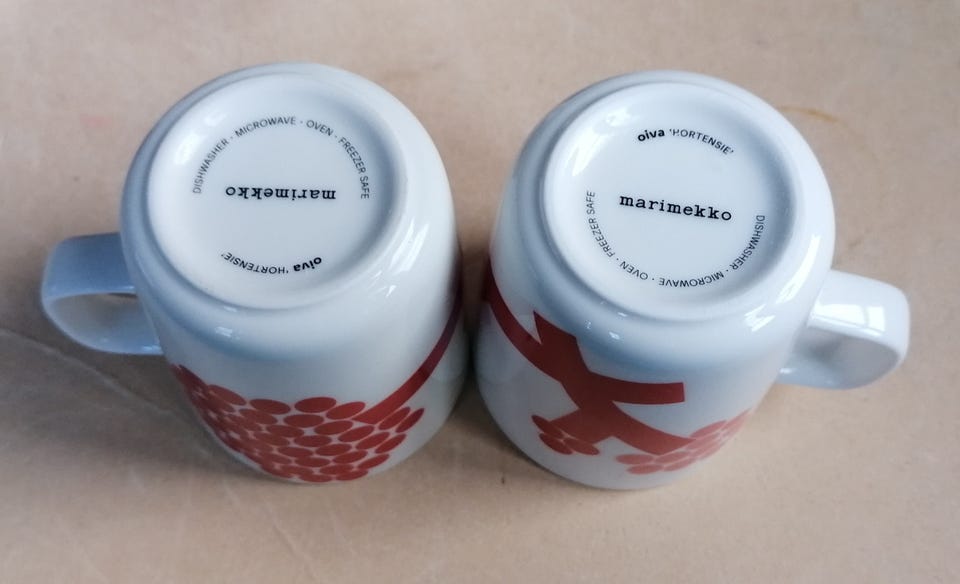 DISHWASHER · MICROWAVE · OVEN · FREEZER SAFE
marimekko
oiva 'HORTENSIE'
oiva 'HORTENSIE'
marimekko
DISHWASHER · MICROWAVE · OVEN · FREEZER SAFE